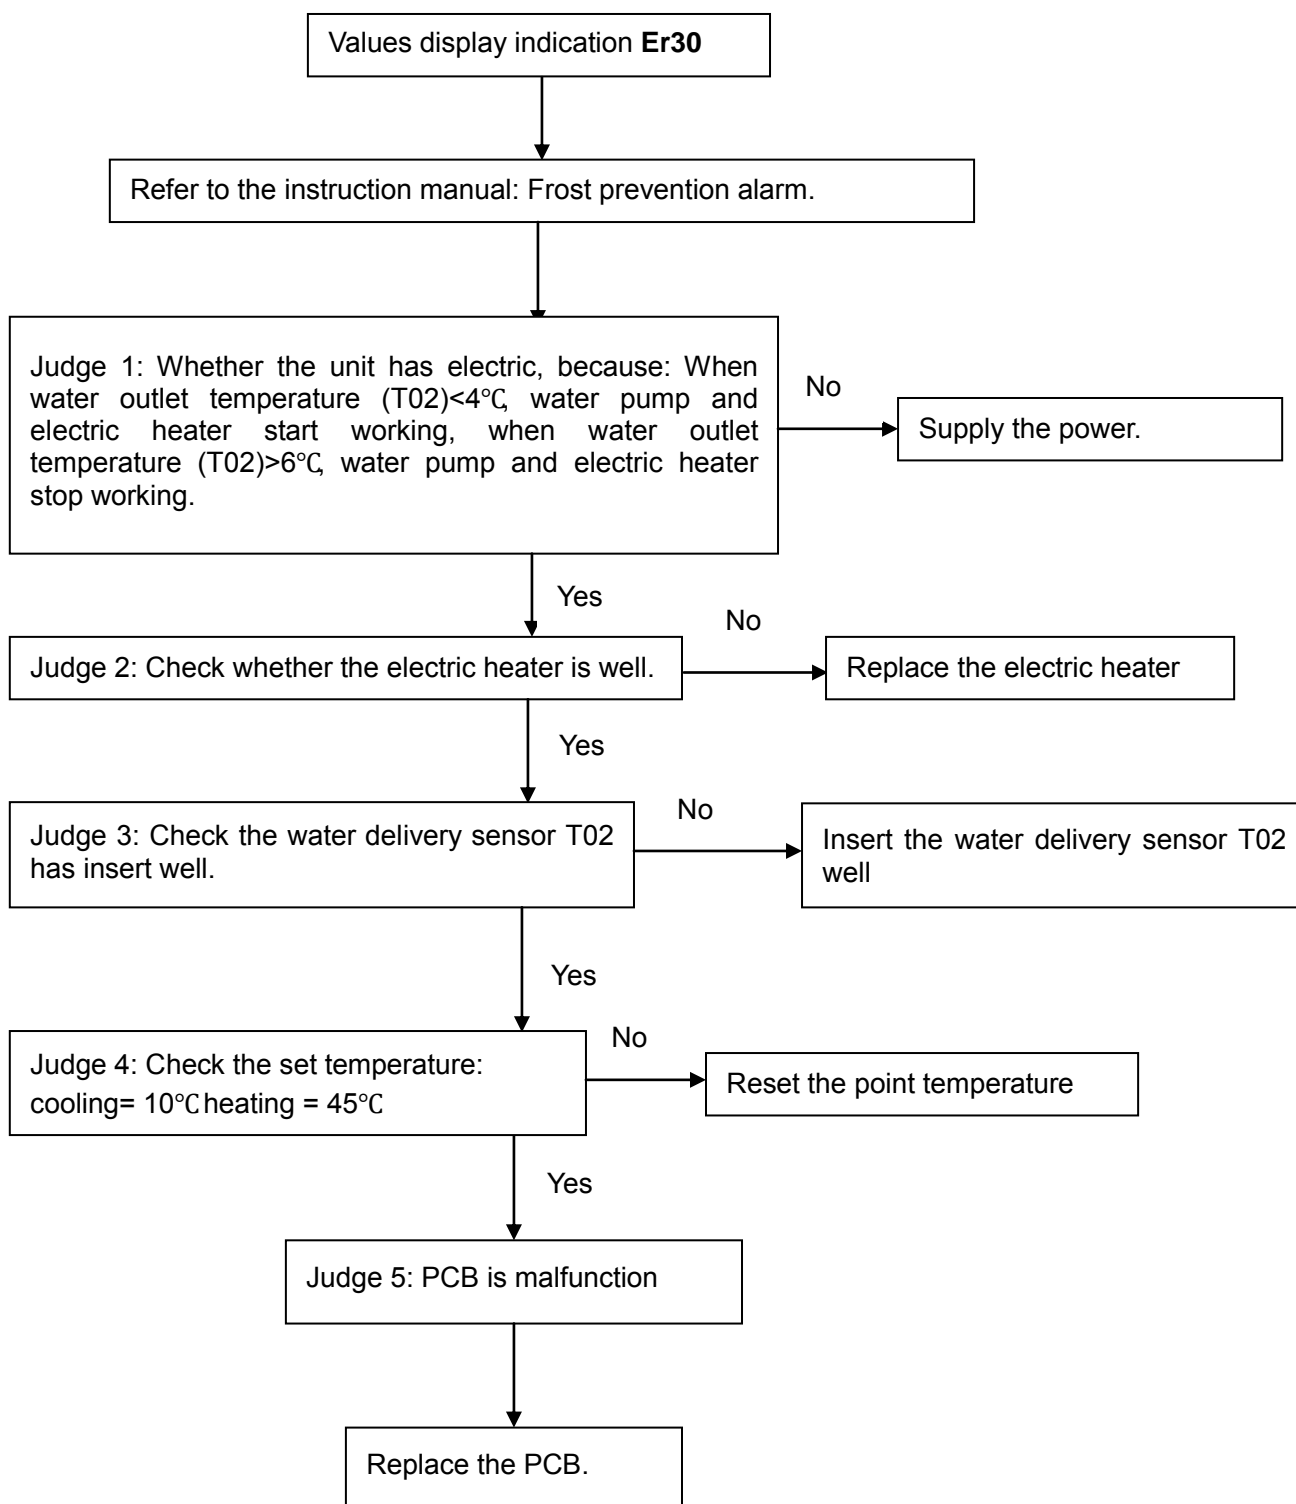 Values display indication Er30
Refer to the instruction manual: Frost prevention alarm.
Judge 1: Whether the unit has electric, because: When
water outlet temperature (T02)<4℃, water pump and
electric heater start working, when water outlet
temperature (T02)>6℃, water pump and electric heater
stop working.
No
Supply the power.
Yes
No
Judge 2: Check whether the electric heater is well.
Replace the electric heater
Yes
No
Judge 3: Check the water delivery sensor T02
has insert well.
Insert the water delivery sensor T02
well
Yes
No
Judge 4: Check the set temperature:
cooling= 10℃ heating = 45℃
Reset the point temperature
Yes
Judge 5: PCB is malfunction
Replace the PCB.